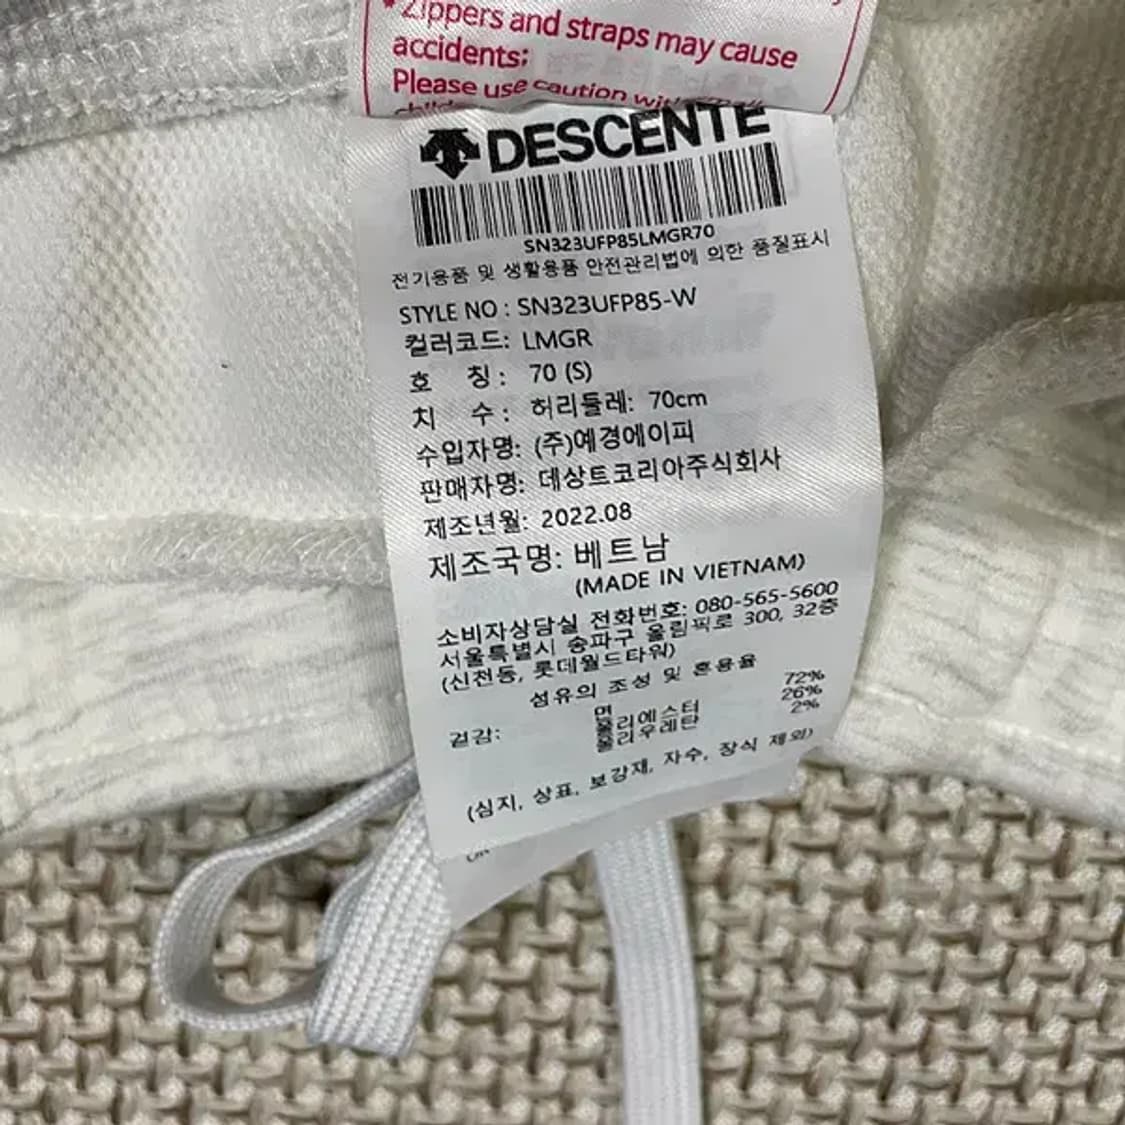 * Zippers and straps may cause
accidents;
Please use caution with small
DESCENTE
SN323UFP85LMGR70
전기용품 및 생활용품 안전관리법에 의한 품질표시
STYLE NO : SN323UFP85-W
컬러코드: LMGR
호 칭 : 70 (S)
치 수 : 허리둘레: 70cm
수입자명: (주)예경에이피
판매자명: 데상트코리아주식회사
제조년월: 2022.08
제조국명: 베트남
(MADE IN VIETNAM)
소비자상담실 전화번호: 080-565-5600
서울특별시 송파구 올림픽로 300, 32층
(신천동, 롯데월드타워)
섬유의 조성 및 혼용율
겉감: 면 72%
폴리에스터 26%
폴리우레탄 2%
(심지, 상표, 보강재, 자수, 장식 제외)